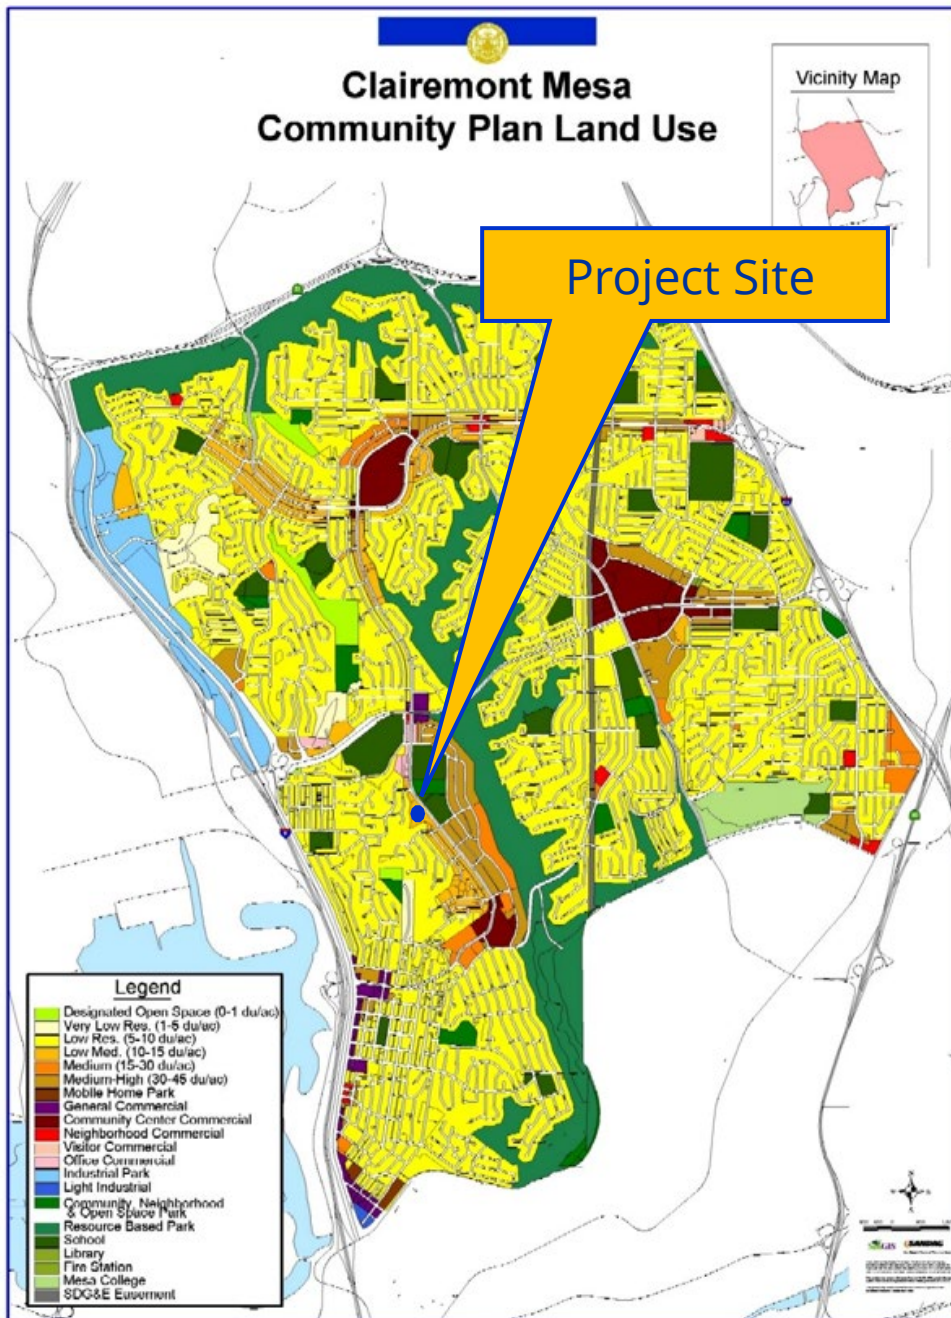 Clairemont Mesa
Community Plan Land Use
Vicinity Map
Project Site
Legend
Designated Open Space (0-1 du/ac)
Very Low Res. (1-5 du/ac)
Low Res. (5-10 du/ac)
Low Med. (10-15 du/ac)
Medium (15-30 du/ac)
Medium-High (30-45 du/ac)
Mobile Home Park
General Commercial
Community Center Commercial
Neighborhood Commercial
Visitor Commercial
Office Commercial
Industrial Park
Light Industrial
Community, Neighborhood
& Open Space Park
Resource Based Park
School
Library
Fire Station
Mesa College
SDG&E Easement
SANDAG